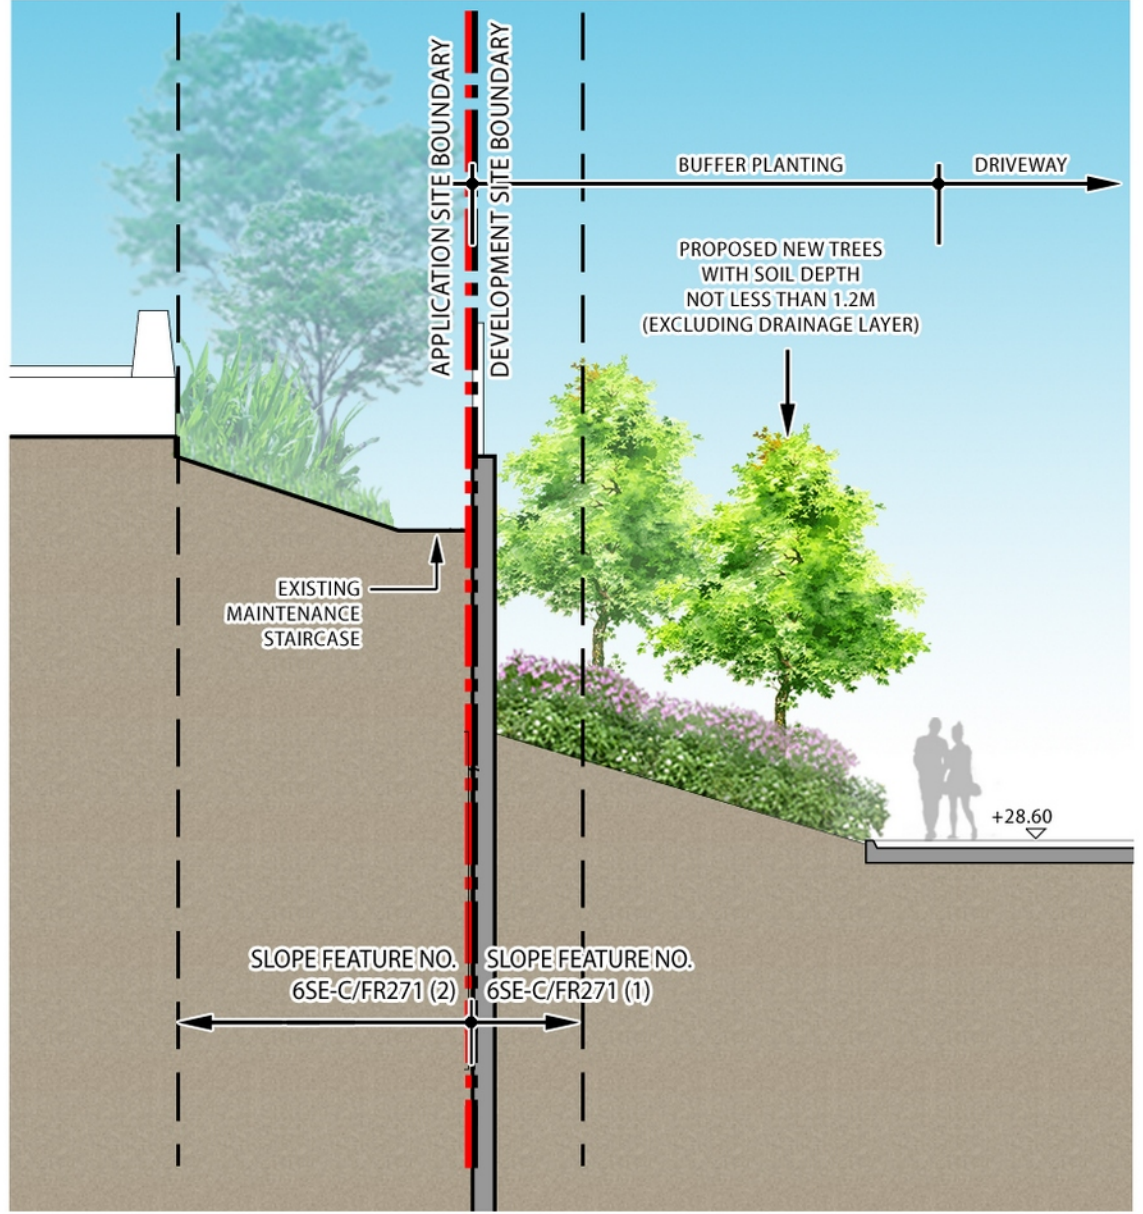 APPLICATION SITE BOUNDARY
DEVELOPMENT SITE BOUNDARY
BUFFER PLANTING
DRIVEWAY
PROPOSED NEW TREES
WITH SOIL DEPTH
NOT LESS THAN 1.2M
(EXCLUDING DRAINAGE LAYER)
EXISTING
MAINTENANCE
STAIRCASE
+28.60
SLOPE FEATURE NO.
6SE-C/FR271 (2)
SLOPE FEATURE NO.
6SE-C/FR271 (1)